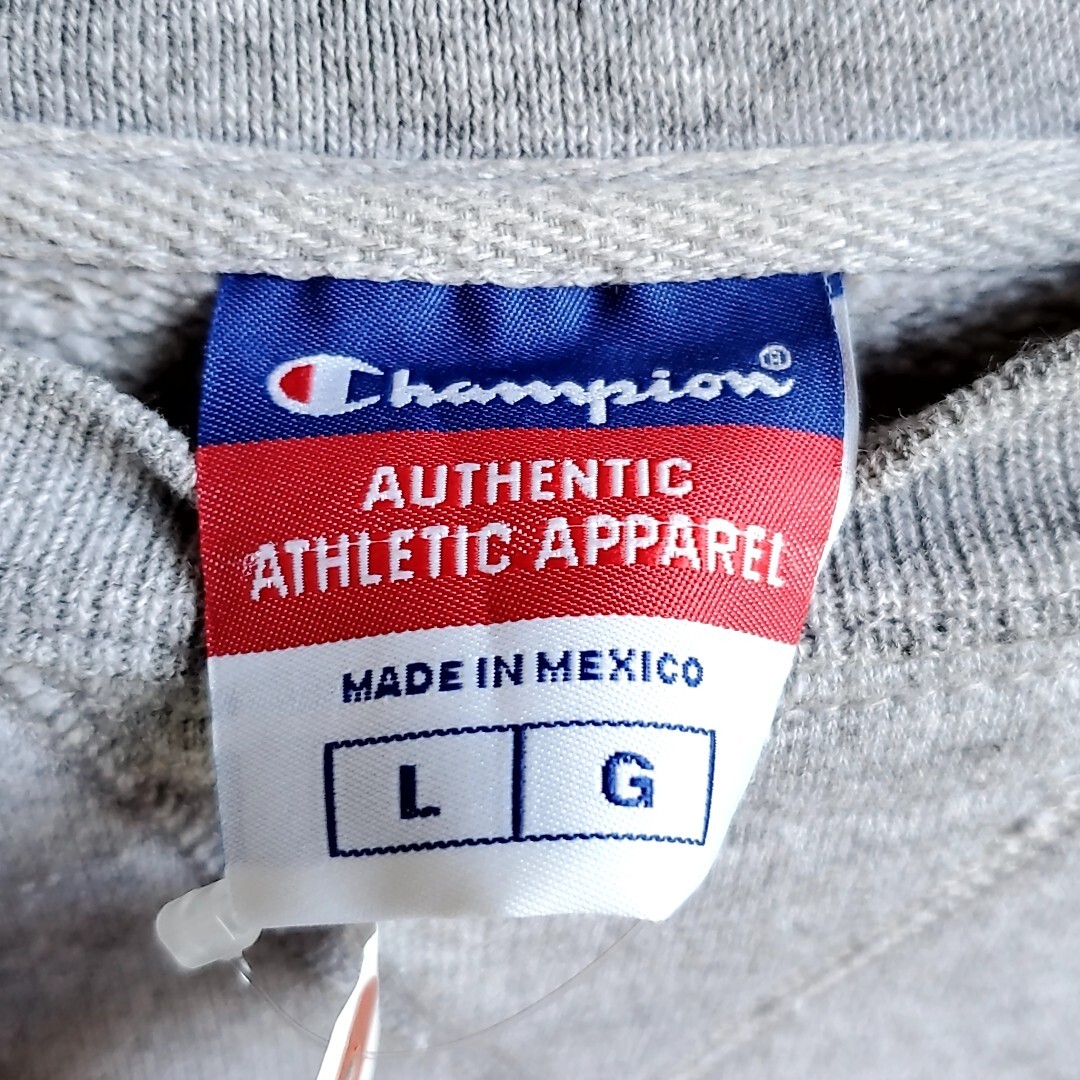 Champion®
AUTHENTIC
ATHLETIC APPAREL
MADE IN MEXICO
L G